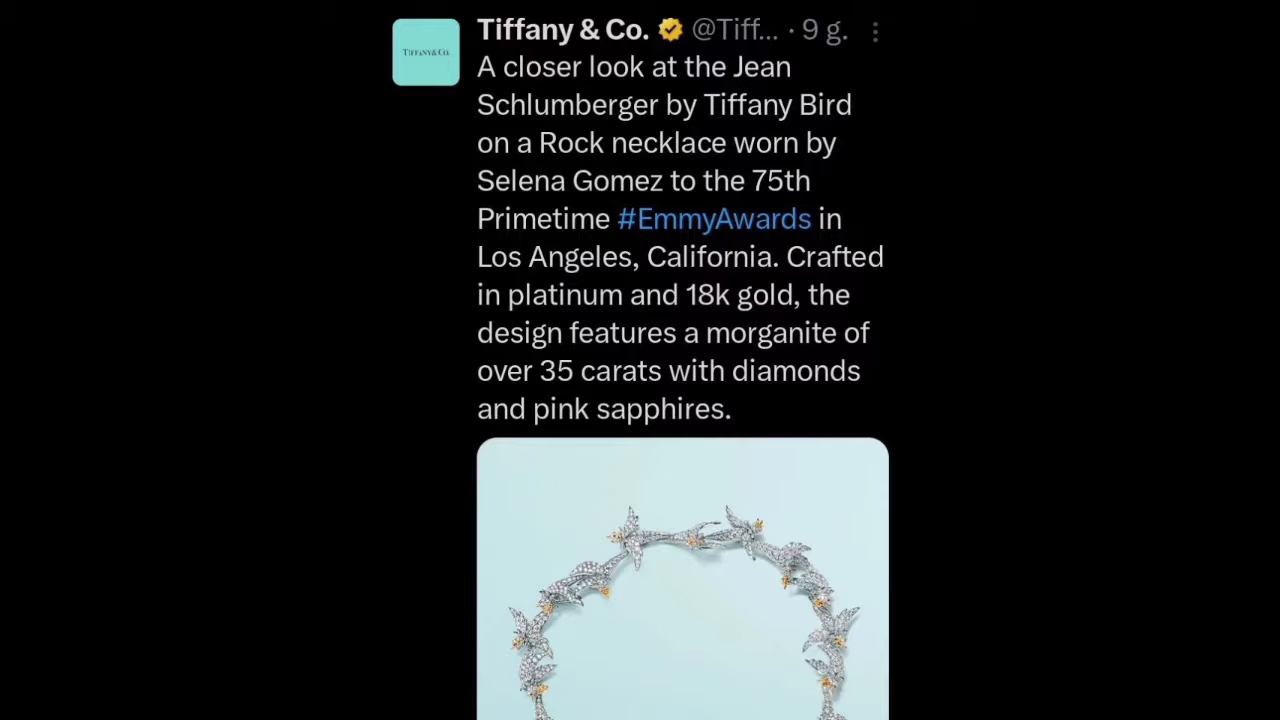 Tiffany & Co. @Tiff... · 9 g.
TIFFANY & CO.
A closer look at the Jean
Schlumberger by Tiffany Bird
on a Rock necklace worn by
Selena Gomez to the 75th
Primetime #EmmyAwards in
Los Angeles, California. Crafted
in platinum and 18k gold, the
design features a morganite of
over 35 carats with diamonds
and pink sapphires.